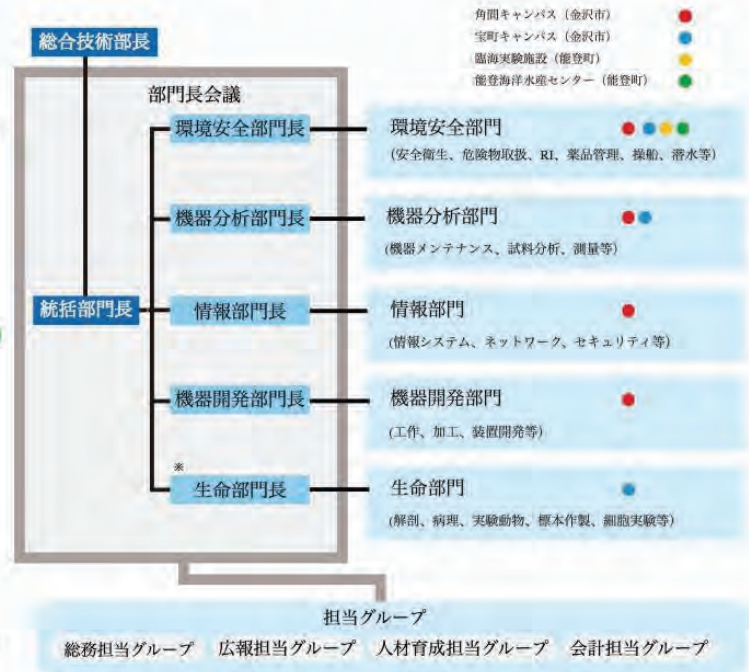 角間キャンパス（金沢市）
宝町キャンパス（金沢市）
臨海実験施設（能登町）
能登海洋水産センター（能登町）
総合技術部長
部門長会議
環境安全部門長
環境安全部門
(安全衛生、危険物取扱、RI、薬品管理、操船、潜水等)
機器分析部門長
機器分析部門
(機器メンテナンス、試料分析、測量等)
統括部門長
情報部門長
情報部門
(情報システム、ネットワーク、セキュリティ等)
機器開発部門長
機器開発部門
(工作、加工、装置開発等)
※
生命部門長
生命部門
(解剖、病理、実験動物、標本作製、細胞実験等)
担当グループ
総務担当グループ　広報担当グループ　人材育成担当グループ　会計担当グループ